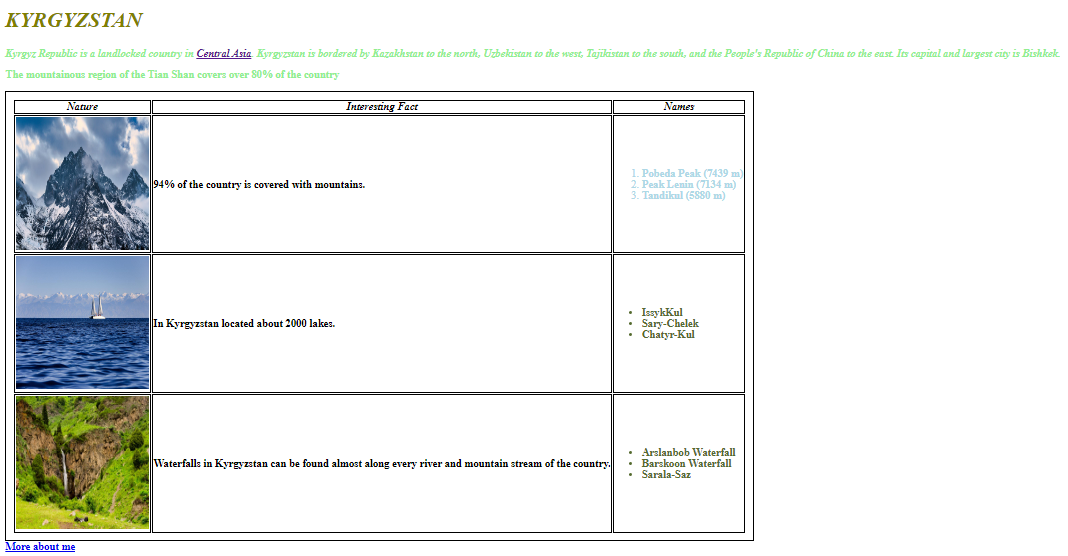 KYRGYZSTAN
Kyrgyz Republic is a landlocked country in Central Asia. Kyrgyzstan is bordered by Kazakhstan to the north, Uzbekistan to the west, Tajikistan to the south, and the People's Republic of China to the east. Its capital and largest city is Bishkek.
The mountainous region of the Tian Shan covers over 80% of the country
Nature Interesting Fact Names
94% of the country is covered with mountains.
1. Pobeda Peak (7439 m)
2. Peak Lenin (7134 m)
3. Tandikul (5880 m)
In Kyrgyzstan located about 2000 lakes.
• IssykKul
• Sary-Chelek
• Chatyr-Kul
Waterfalls in Kyrgyzstan can be found almost along every river and mountain stream of the country.
• Arslanbob Waterfall
• Barskoon Waterfall
• Sarala-Saz
More about me